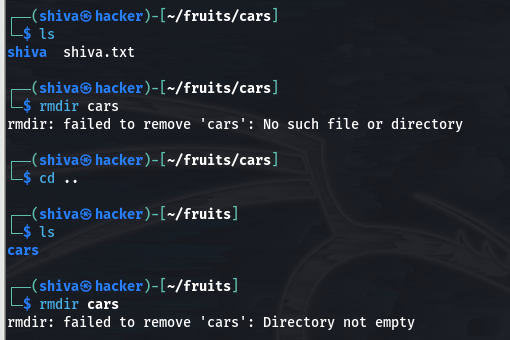 ┌──(shiva㉿hacker)-[~/fruits/cars]
└─$ ls
shiva  shiva.txt
┌──(shiva㉿hacker)-[~/fruits/cars]
└─$ rmdir cars
rmdir: failed to remove 'cars': No such file or directory
┌──(shiva㉿hacker)-[~/fruits/cars]
└─$ cd ..
┌──(shiva㉿hacker)-[~/fruits]
└─$ ls
cars
┌──(shiva㉿hacker)-[~/fruits]
└─$ rmdir cars
rmdir: failed to remove 'cars': Directory not empty